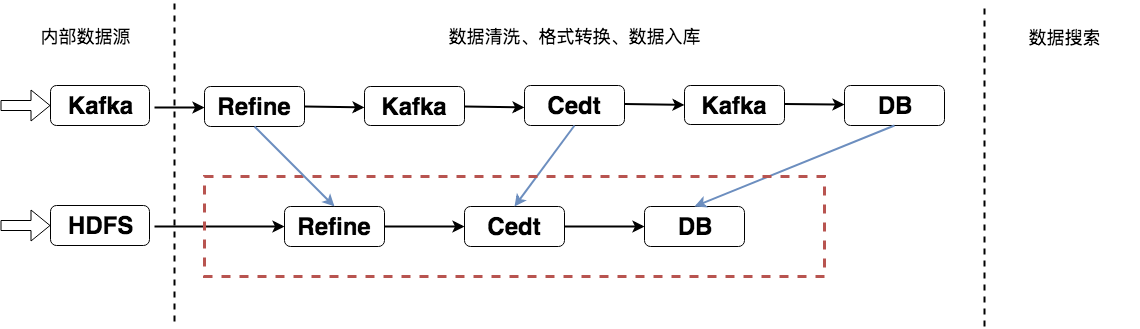 内部数据源
数据清洗、格式转换、数据入库
数据搜索
Kafka
Refine
Kafka
Cedt
Kafka
DB
HDFS
Refine
Cedt
DB